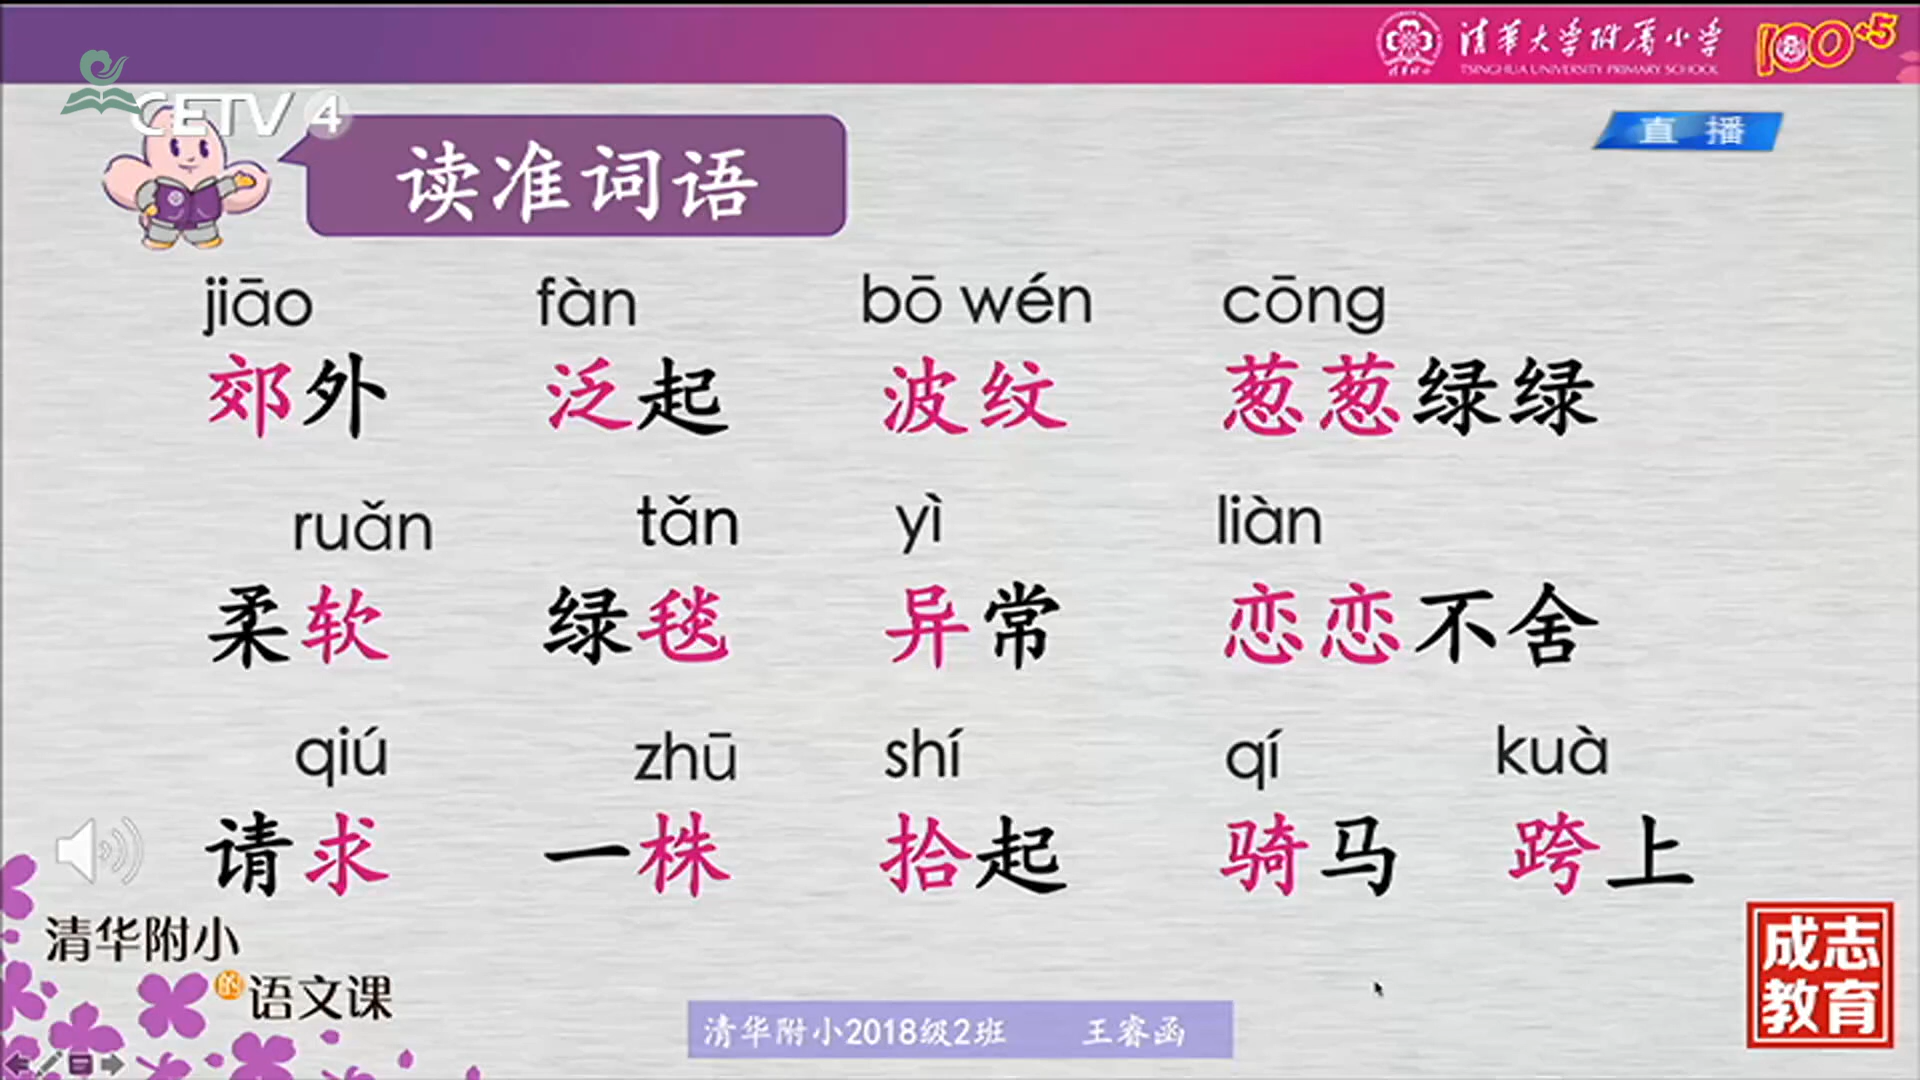 清华大学附属小学
TSINGHUA UNIVERSITY PRIMARY SCHOOL
100+5
CETV 4
直播
读准词语
jiāo fàn bō wén cōng
郊外 泛起 波纹 葱葱绿绿
ruǎn tǎn yì liàn
柔软 绿毯 异常 恋恋不舍
qiú zhū shí qí kuà
请求 一株 拾起 骑马 跨上
清华附小
的语文课
成志
教育
清华附小2018级2班 王睿函